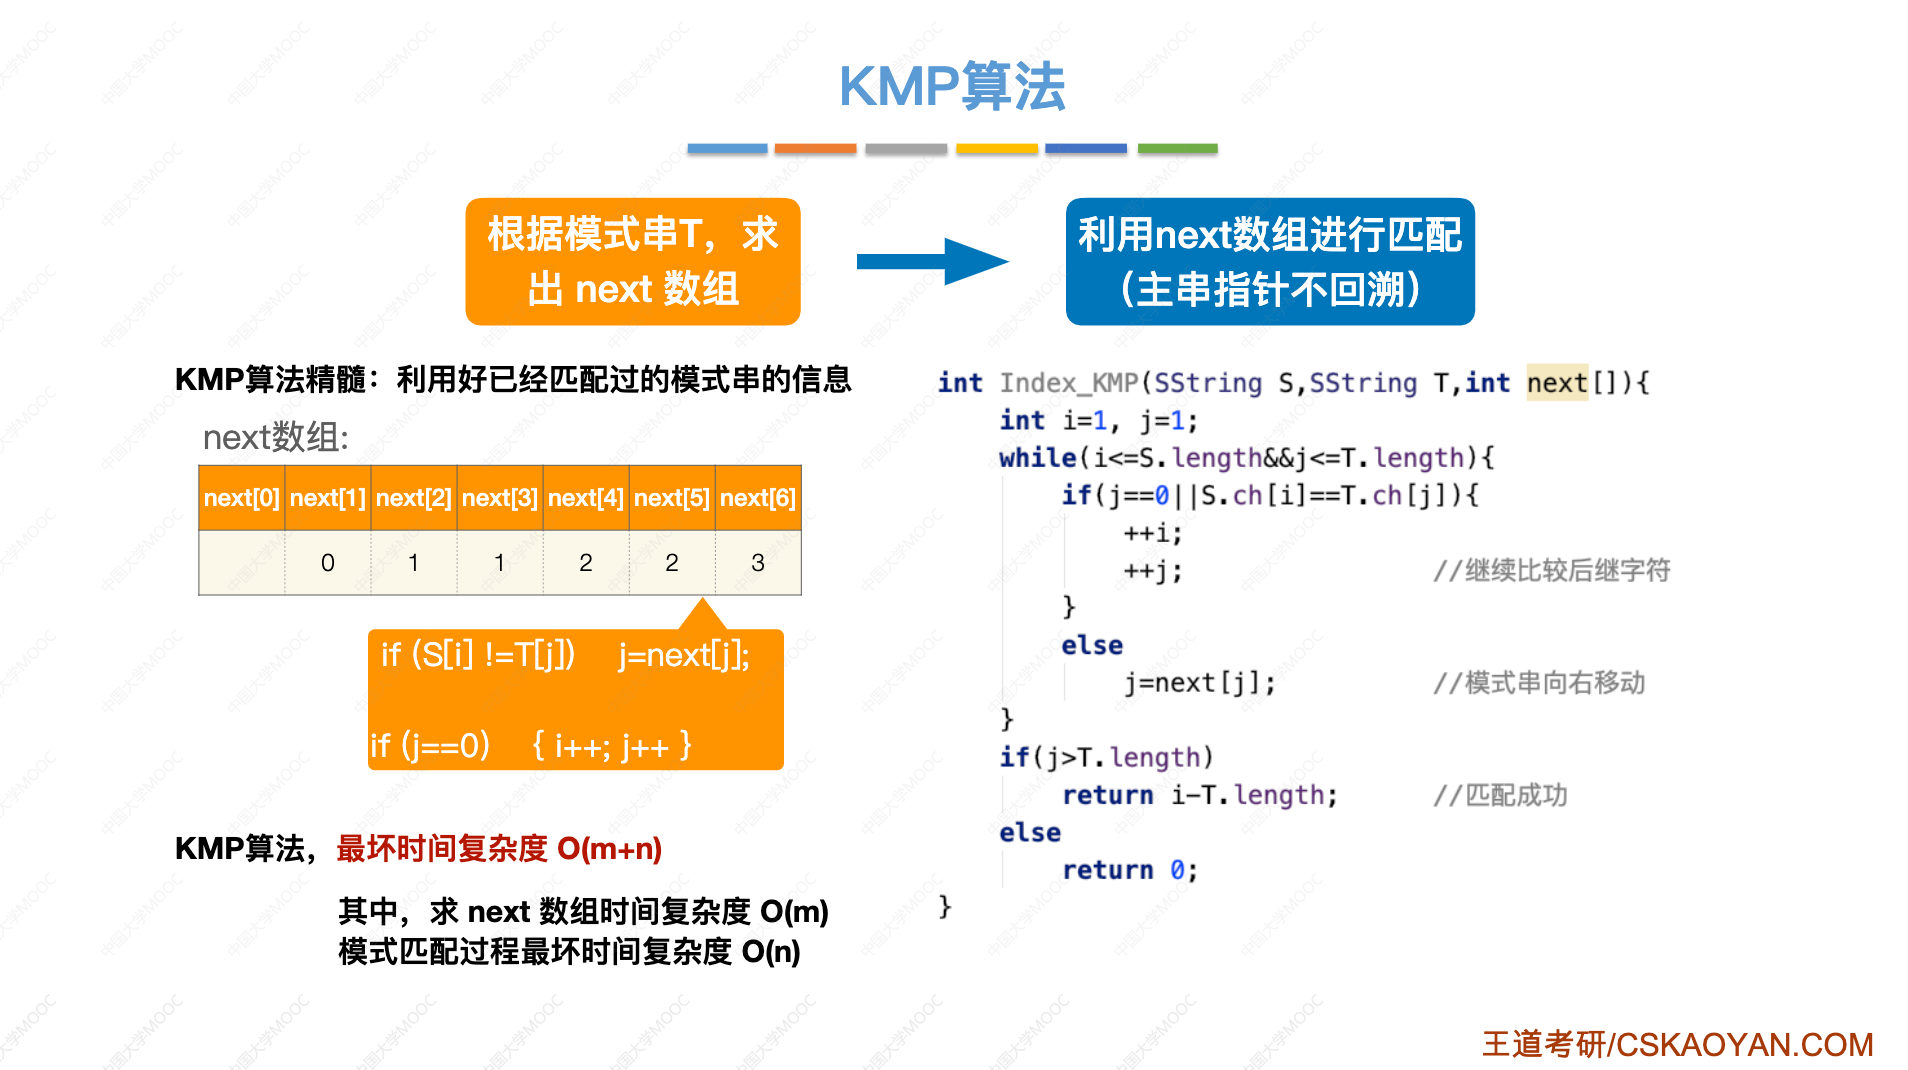 KMP算法
根据模式串T，求
出 next 数组
利用next数组进行匹配
（主串指针不回溯）
KMP算法精髓：利用好已经匹配过的模式串的信息
next数组:
next[0] next[1] next[2] next[3] next[4] next[5] next[6]
0 1 1 2 2 3
if (S[i] !=T[j]) j=next[j];
if (j==0) { i++; j++ }
KMP算法，最坏时间复杂度 O(m+n)
其中，求 next 数组时间复杂度 O(m)
模式匹配过程最坏时间复杂度 O(n)
int Index_KMP(SString S,SString T,int next[]){
int i=1, j=1;
while(i<=S.length&&j<=T.length){
if(j==0||S.ch[i]==T.ch[j]){
++i;
++j; //继续比较后继字符
}
else
j=next[j]; //模式串向右移动
}
if(j>T.length)
return i-T.length; //匹配成功
else
return 0;
}
王道考研/CSKAOYAN.COM
中国大学MOOC